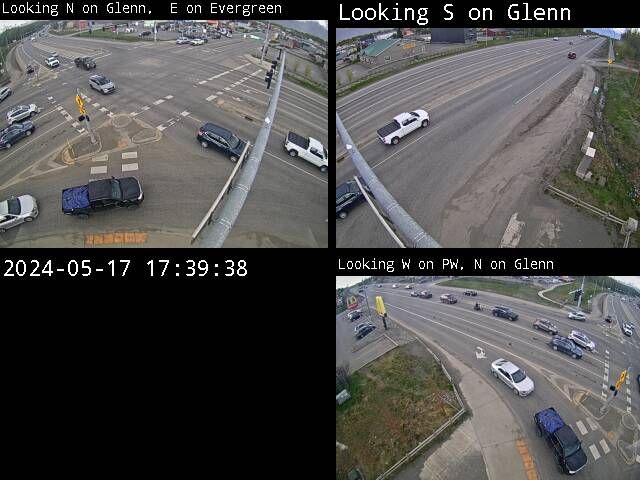 Looking N on Glenn,  E on Evergreen
Looking S on Glenn
2024-05-17 17:39:38
Looking W on PW, N on Glenn